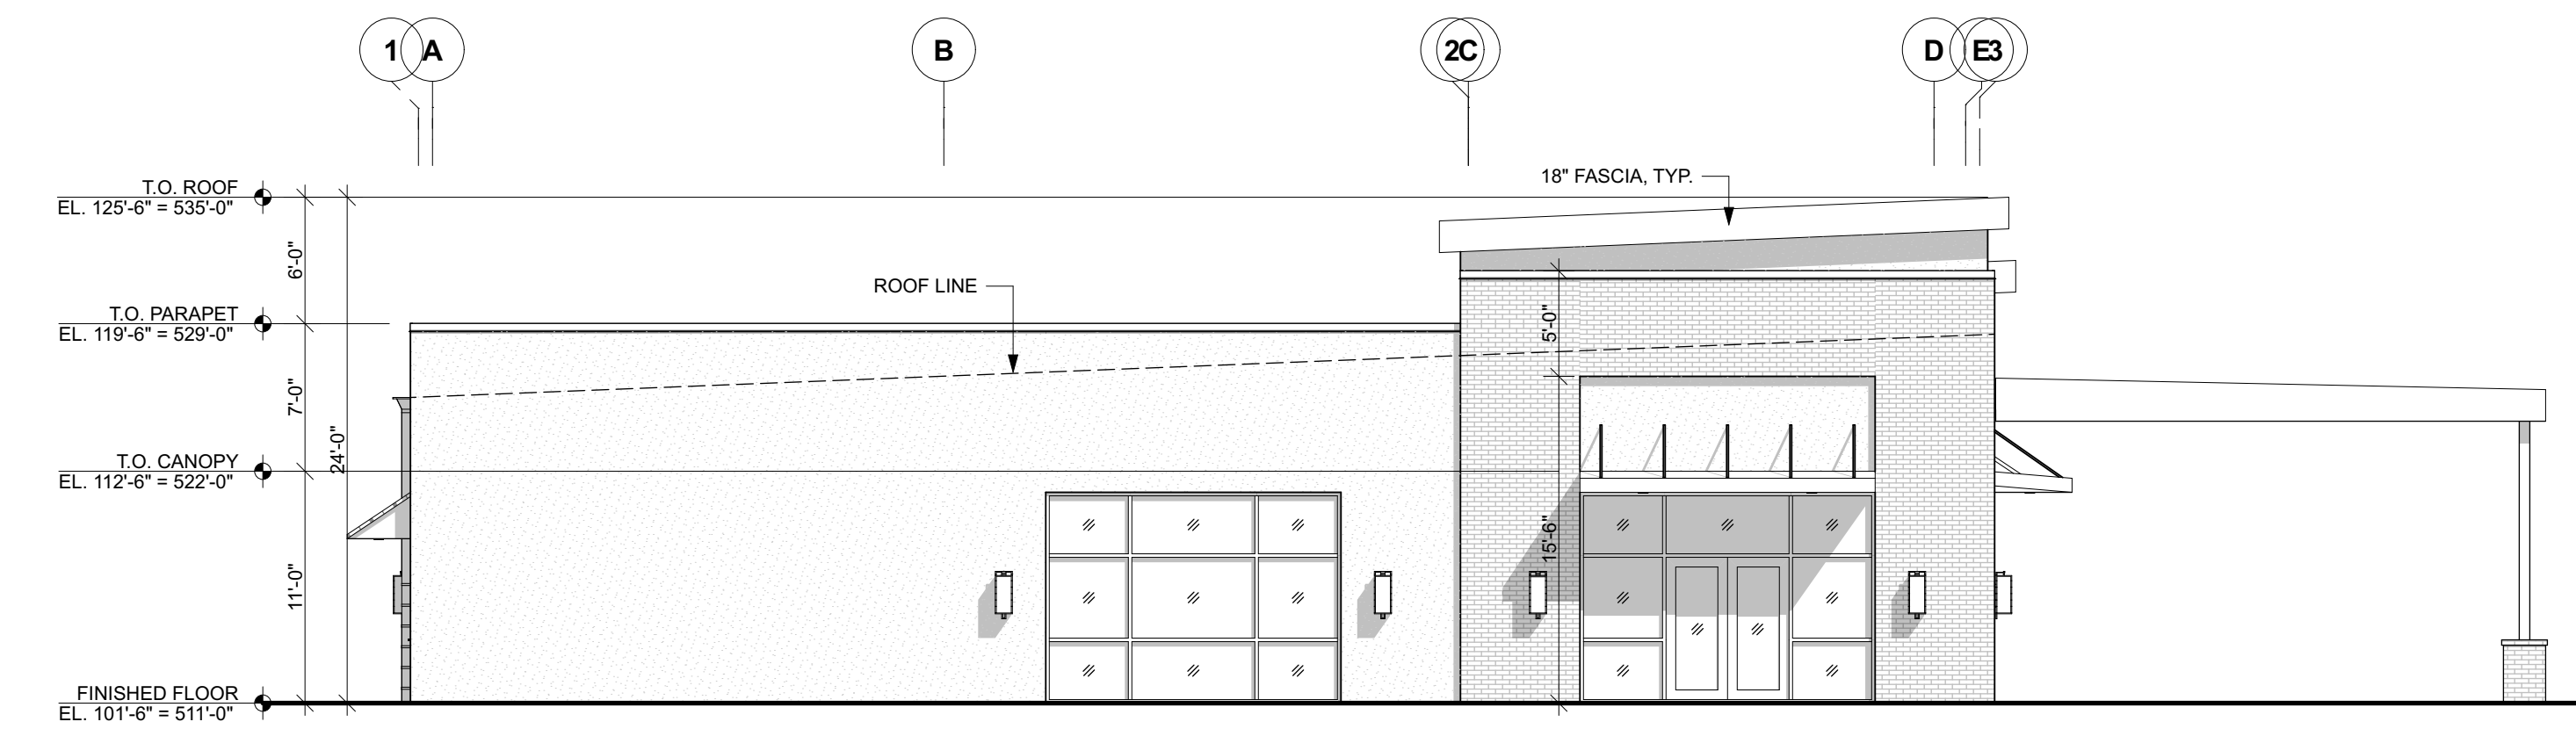 1 A B 2C D E3
18" FASCIA, TYP.
T.O. ROOF
EL. 125'-6" = 535'-0"
6'-0"
ROOF LINE
T.O. PARAPET
EL. 119'-6" = 529'-0"
5'-0"
7'-0"
24'-0"
T.O. CANOPY
EL. 112'-6" = 522'-0"
15'-6"
11'-0"
FINISHED FLOOR
EL. 101'-6" = 511'-0"